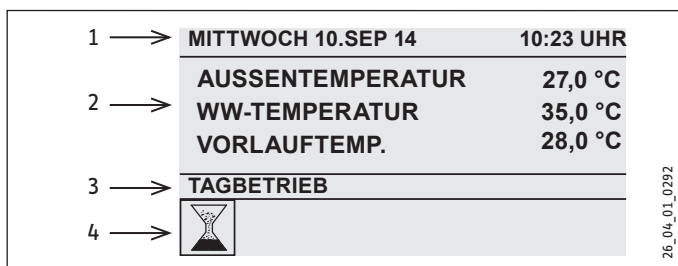 1 MITTWOCH 10.SEP 14 10:23 UHR
2 AUSSENTEMPERATUR 27,0 °C
WW-TEMPERATUR 35,0 °C
VORLAUFTEMP. 28,0 °C
3 TAGBETRIEB
4
26_04_01_0292